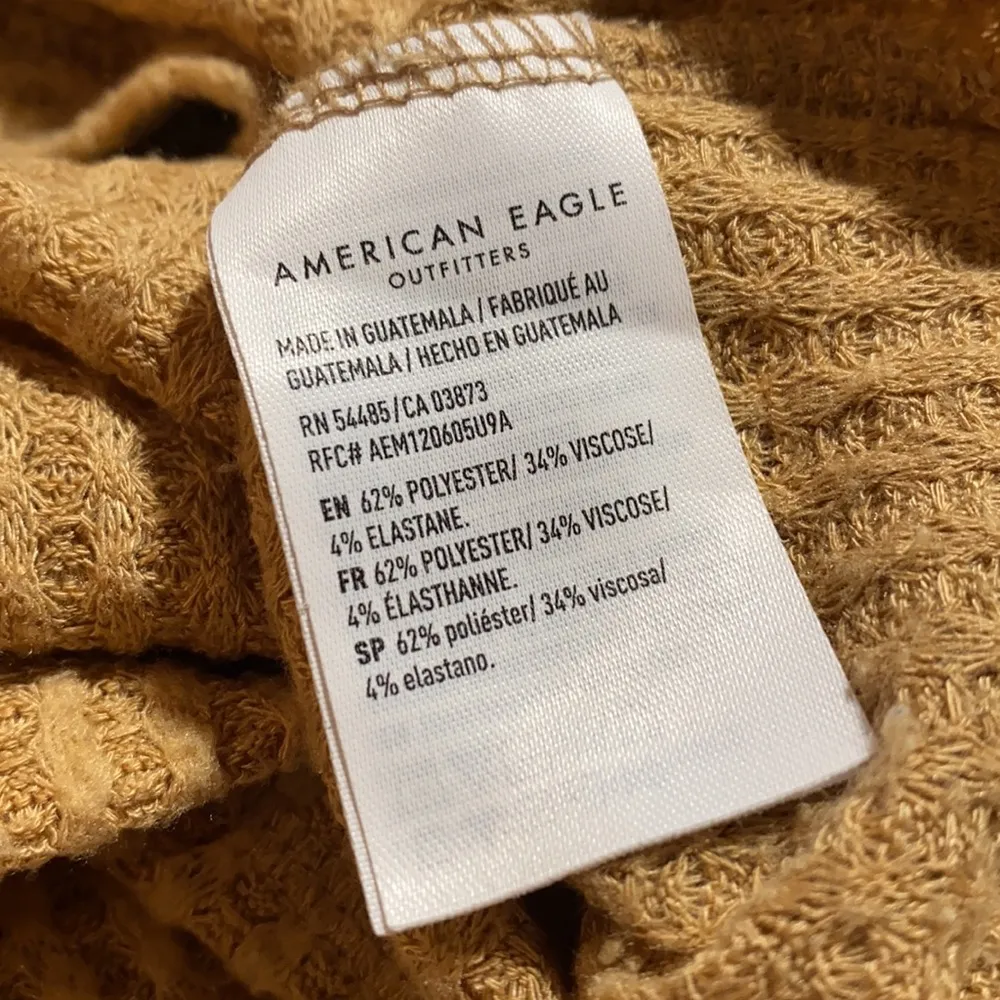 AMERICAN EAGLE
OUTFITTERS
MADE IN GUATEMALA / FABRIQUÉ AU
GUATEMALA / HECHO EN GUATEMALA
RN 54485/CA 03873
RFC# AEM120605U9A
EN 62% POLYESTER/ 34% VISCOSE/
4% ELASTANE.
FR 62% POLYESTER/ 34% VISCOSE/
4% ÉLASTHANNE.
SP 62% poliéster/ 34% viscosa/
4% elastano.